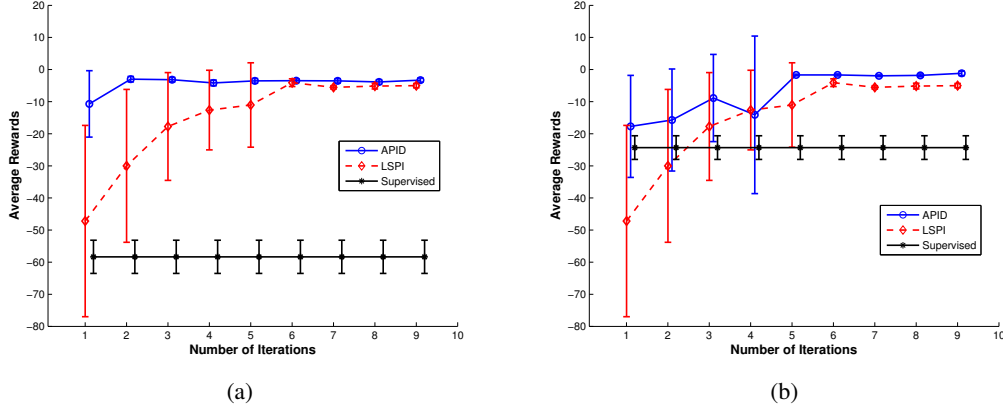 20
10
0
−10
−20
−30
−40
−50
−60
−70
−80
Average Rewards
1 2 3 4 5 6 7 8 9 10
Number of Iterations
APID
LSPI
Supervised
(a)
20
10
0
−10
−20
−30
−40
−50
−60
−70
−80
Average Rewards
1 2 3 4 5 6 7 8 9 10
Number of Iterations
APID
LSPI
Supervised
(b)